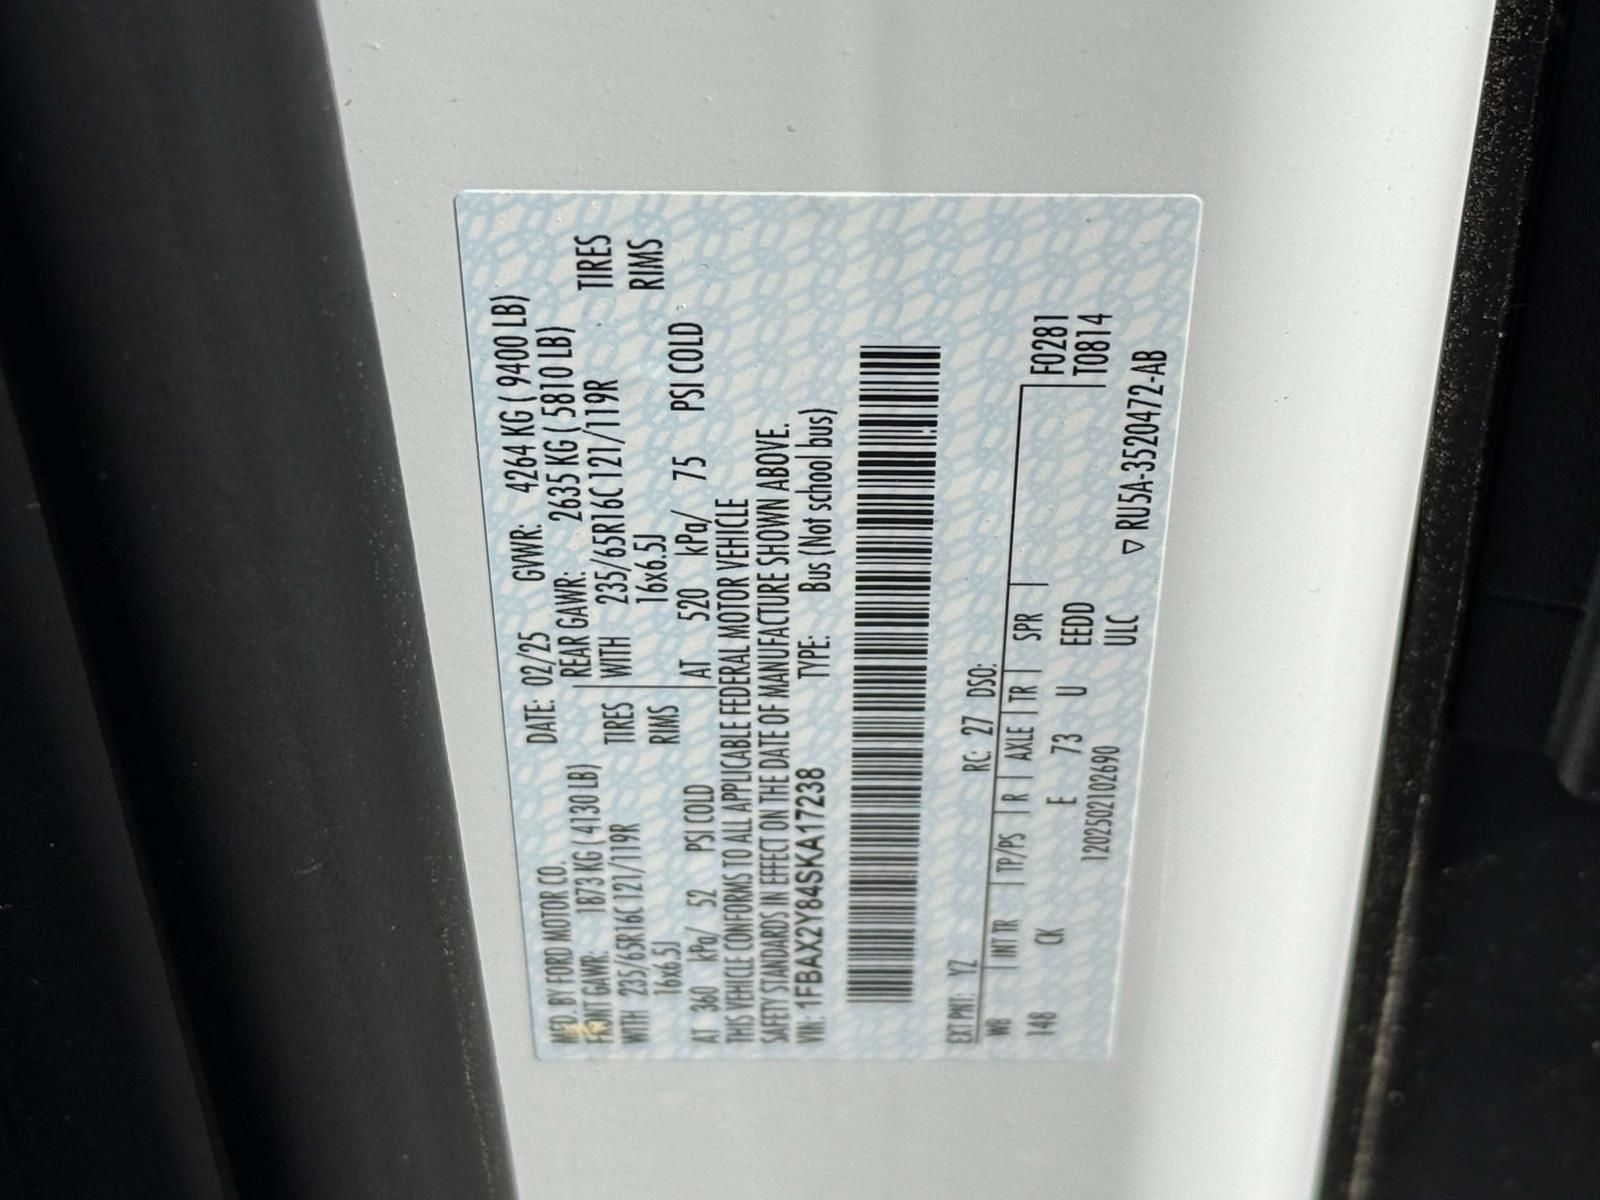 MFD. BY FORD MOTOR CO.
DATE: 02/25 GVWR: 4264 KG ( 9400 LB)
FRONT GAWR: 1873 KG ( 4130 LB) REAR GAWR: 2635 KG ( 5810 LB)
WITH 235/65R16C 121/119R TIRES WITH 235/65R16C 121/119R TIRES
16x6.5J RIMS 16x6.5J RIMS
AT 360 kPa/ 52 PSI COLD AT 520 kPa/ 75 PSI COLD
THIS VEHICLE CONFORMS TO ALL APPLICABLE FEDERAL MOTOR VEHICLE
SAFETY STANDARDS IN EFFECT ON THE DATE OF MANUFACTURE SHOWN ABOVE.
VIN: 1FBAX2Y84SKA17238 TYPE: Bus (Not school bus)
EXT PNT: YZ RC: 27 DSO:
WB INT TR TP/PS R AXLE TR SPR F0281
148 CK E 73 U EEDD T0814
1202502102690 ULC
▽ RU5A-3520472-AB